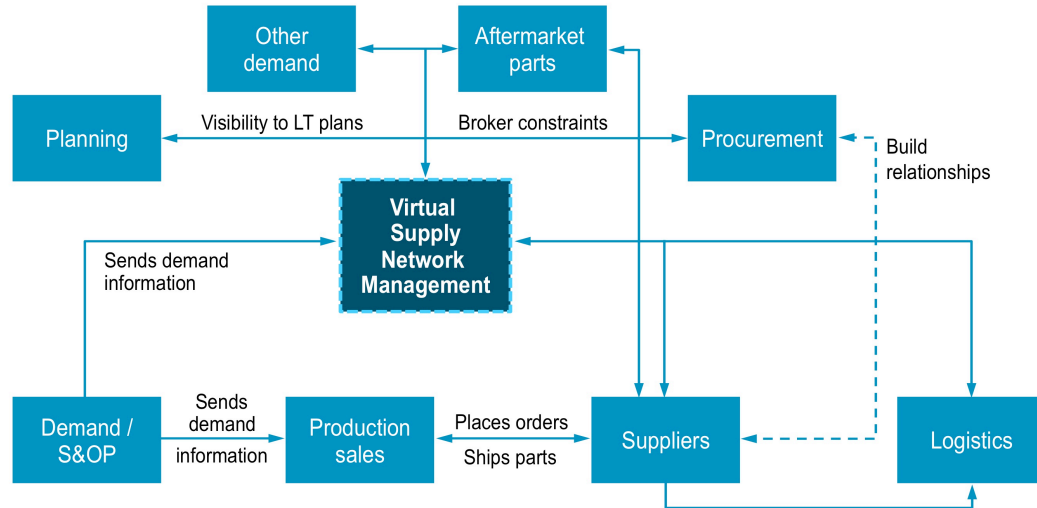 Other
demand
Aftermarket
parts
Planning
Visibility to LT plans
Broker constraints
Procurement
Build
relationships
Virtual
Supply
Network
Management
Sends demand
information
Demand /
S&OP
Sends
demand
information
Production
sales
Places orders
Ships parts
Suppliers
Logistics